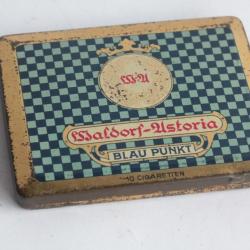 WA
Waldorf-Astoria
BLAU PUNKT
10 CIGARETTEN